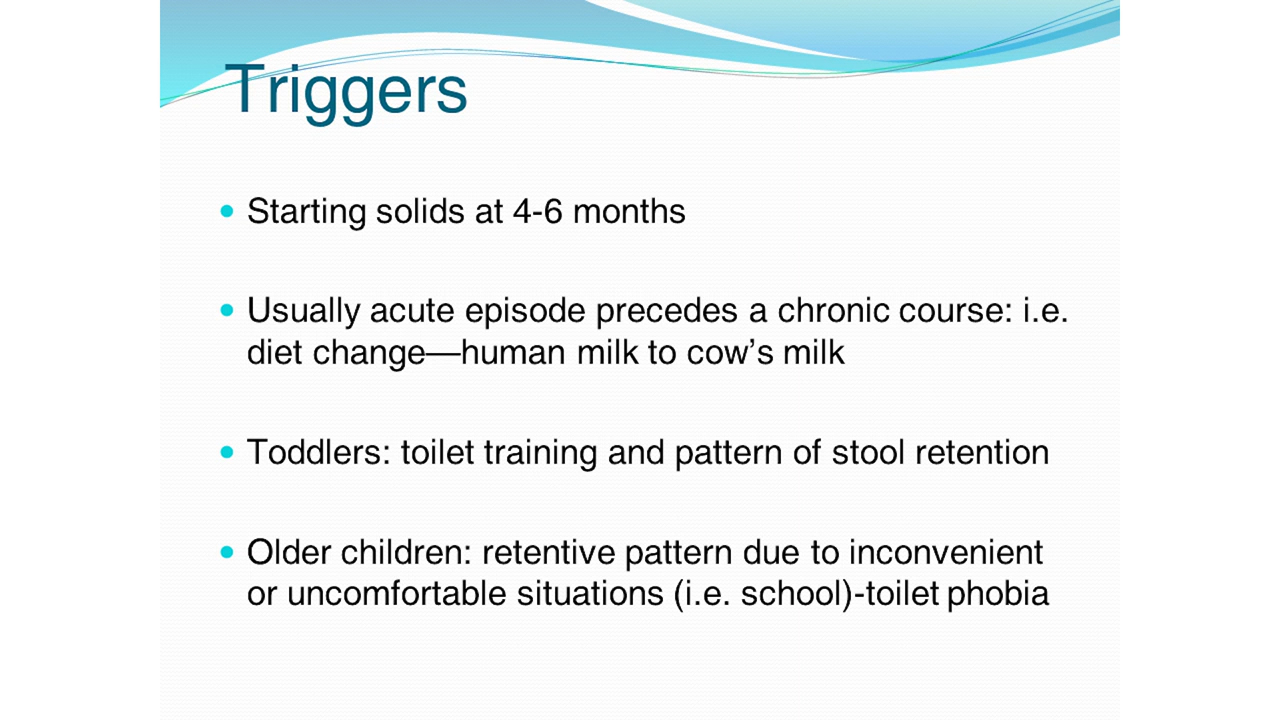 Triggers
• Starting solids at 4-6 months
• Usually acute episode precedes a chronic course: i.e.
diet change—human milk to cow’s milk
• Toddlers: toilet training and pattern of stool retention
• Older children: retentive pattern due to inconvenient
or uncomfortable situations (i.e. school)-toilet phobia